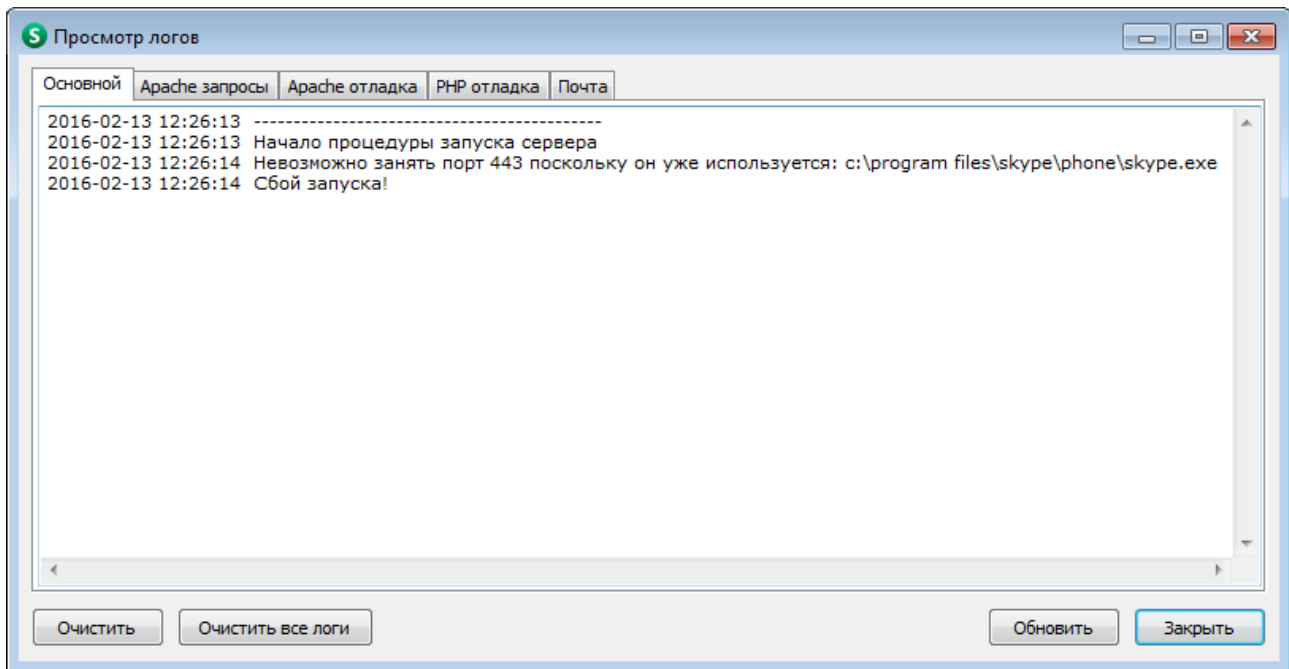 S Просмотр логов
Основной Apache запросы Apache отладка PHP отладка Почта
2016-02-13 12:26:13 --------------------------------------------
2016-02-13 12:26:13 Начало процедуры запуска сервера
2016-02-13 12:26:14 Невозможно занять порт 443 поскольку он уже используется: c:\program files\skype\phone\skype.exe
2016-02-13 12:26:14 Сбой запуска!
Очистить Очистить все логи Обновить Закрыть